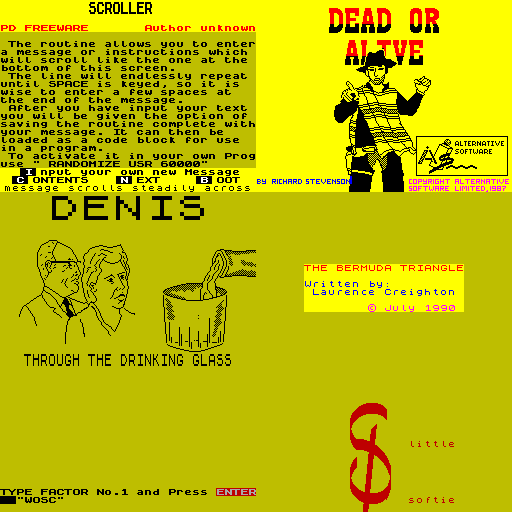 SCROLLER
PD FREEWARE Author unknown
The routine allows you to enter
a message or instructions which
will scroll like the one at the
bottom of this screen.
The line will endlessly repeat
until SPACE is keyed, so it is
wise to enter a few spaces at
the end of the message.
After you have input your text
you will be given the option of
saving the routine complete with
your message. It can then be
loaded as a code block for use
in a program.
To activate it in your own Prog
use " RANDOMIZE USR 60000"
Input your own new Message
CONTENTS NEXT BOOT
message scrolls steadily across
DEAD OR
ALIVE
ALTERNATIVE
SOFTWARE
BY RICHARD STEVENSON
COPYRIGHT ALTERNATIVE
SOFTWARE LIMITED,1987
DENIS
THROUGH THE DRINKING GLASS
TYPE FACTOR No.1 and Press ENTER
"WOSC"
THE BERMUDA TRIANGLE
Written by:
Laurence Creighton
© July 1990
little
softie